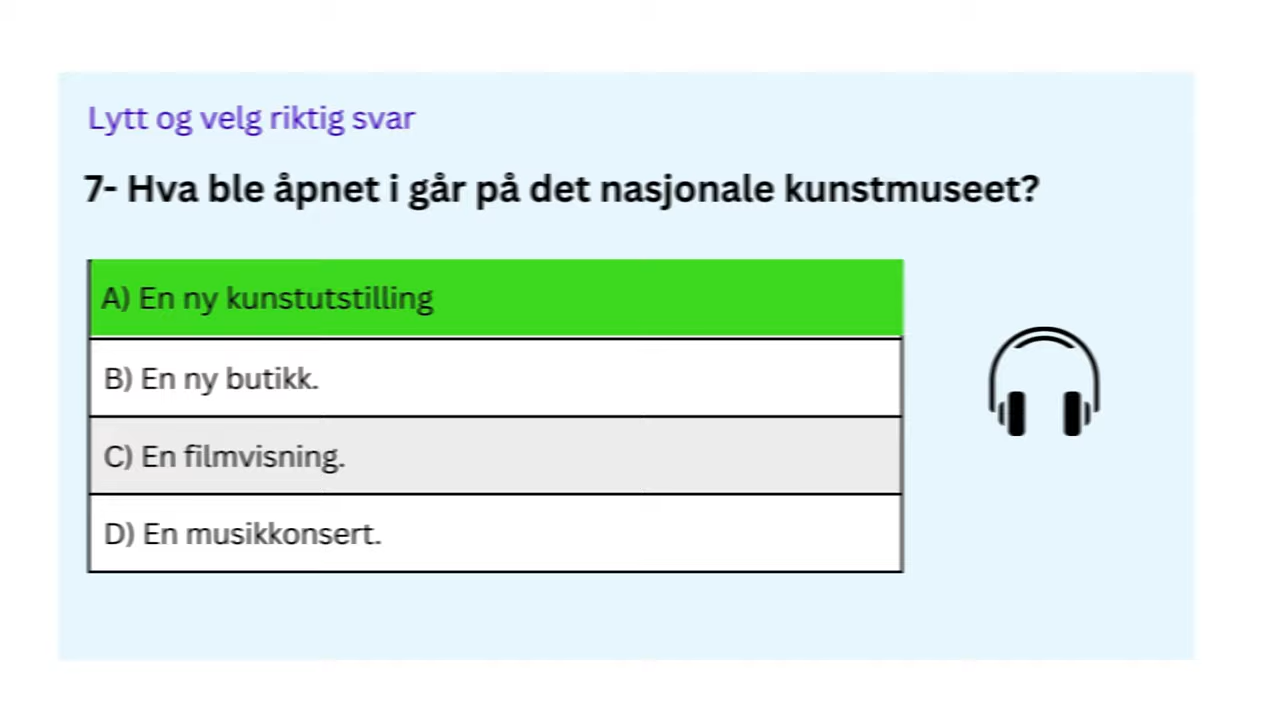 Lytt og velg riktig svar
7- Hva ble åpnet i går på det nasjonale kunstmuseet?
A) En ny kunstutstilling
B) En ny butikk.
C) En filmvisning.
D) En musikkonsert.